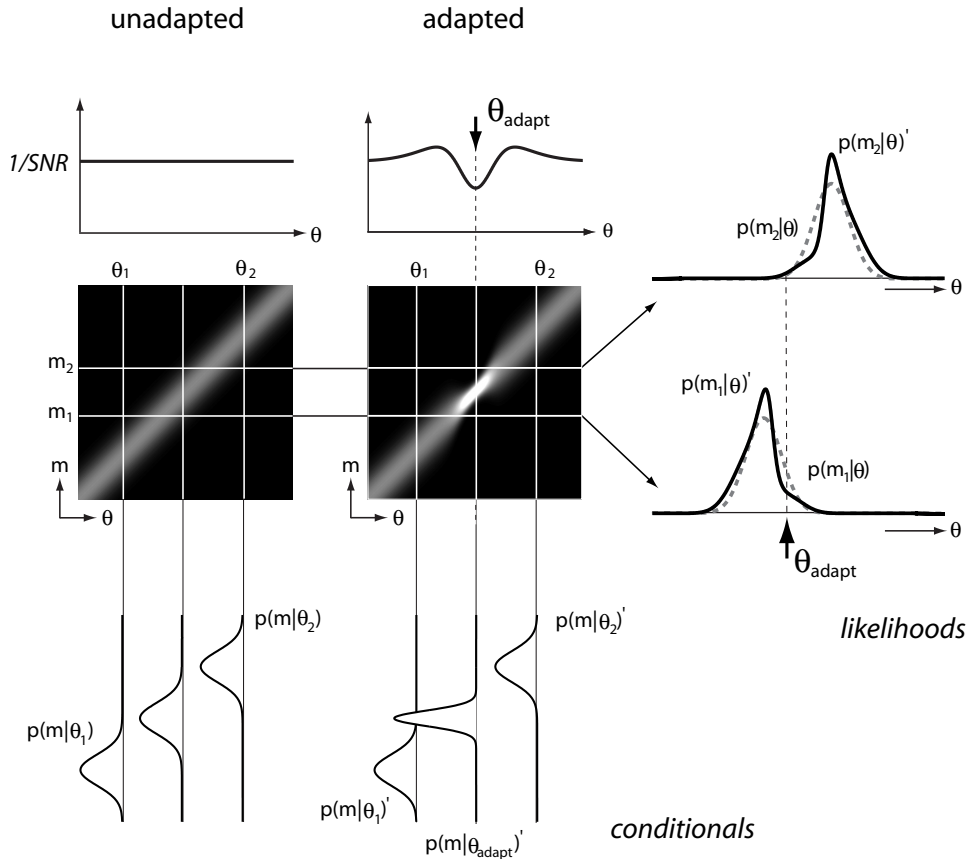 unadapted
adapted
θadapt
1/SNR
θ
θ
p(m₂|θ)'
p(m₂|θ)
θ
θ₁
θ₂
θ₁
θ₂
m₂
m₁
m
θ
m
θ
p(m₁|θ)'
p(m₁|θ)
θ
θadapt
likelihoods
p(m|θ₂)
p(m|θ₂)'
p(m|θ₁)
p(m|θ₁)'
p(m|θadapt)'
conditionals